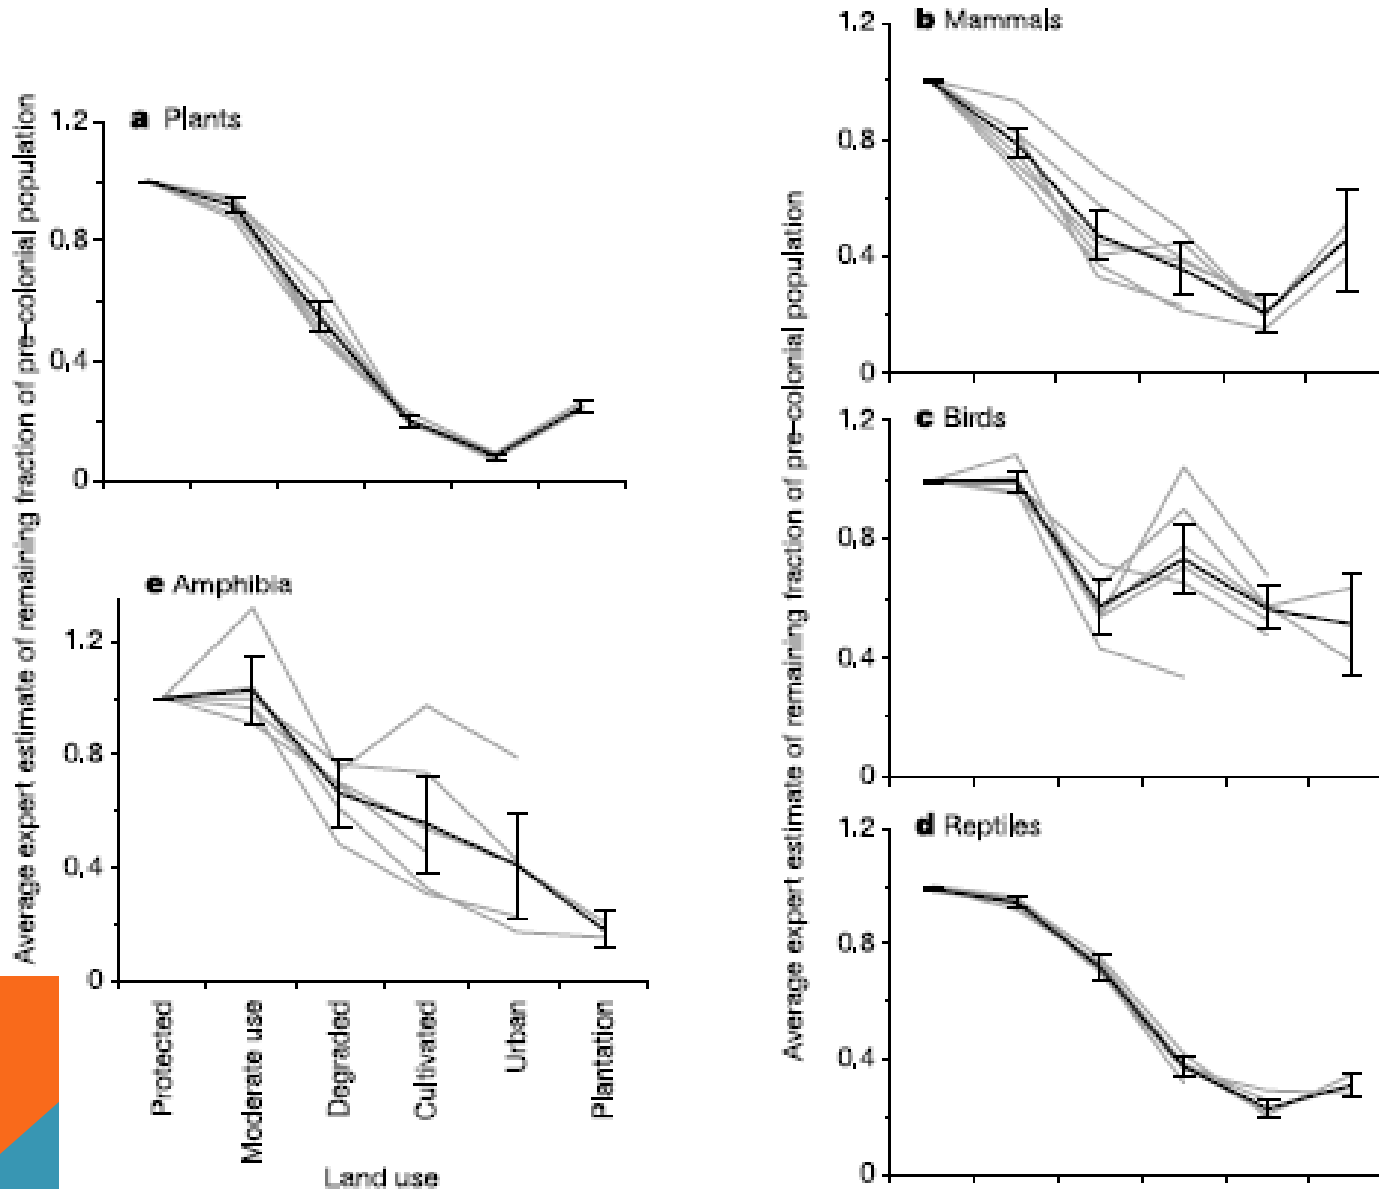 Average expert estimate of remaining fraction of pre–colonial population
a Plants
1.2
0.8
0.4
0
e Amphibia
1.2
0.8
0.4
0
Protected
Moderate use
Degraded
Cultivated
Urban
Plantation
Land use
Average expert estimate of remaining fraction of pre–colonial population
b Mammals
1.2
0.8
0.4
0
c Birds
1.2
0.8
0.4
0
d Reptiles
1.2
0.8
0.4
0